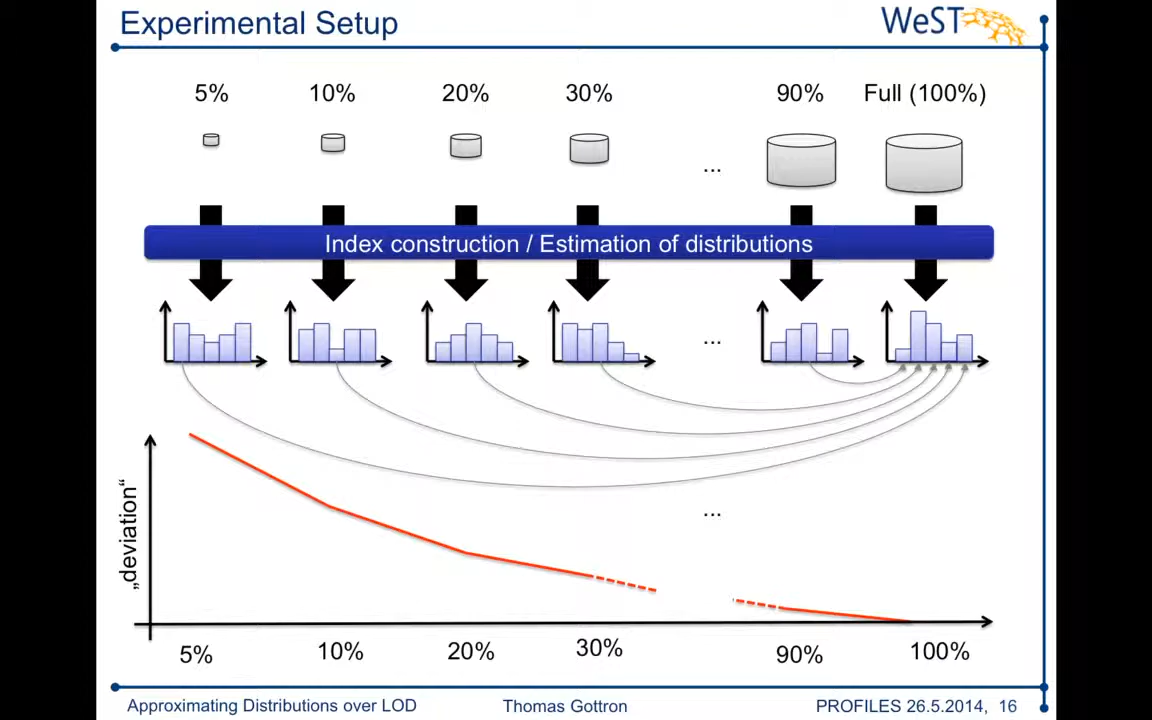 Experimental Setup
WeST
5% 10% 20% 30% 90% Full (100%)
...
Index construction / Estimation of distributions
...
...
„deviation“
5% 10% 20% 30% 90% 100%
Approximating Distributions over LOD Thomas Gottron PROFILES 26.5.2014, 16